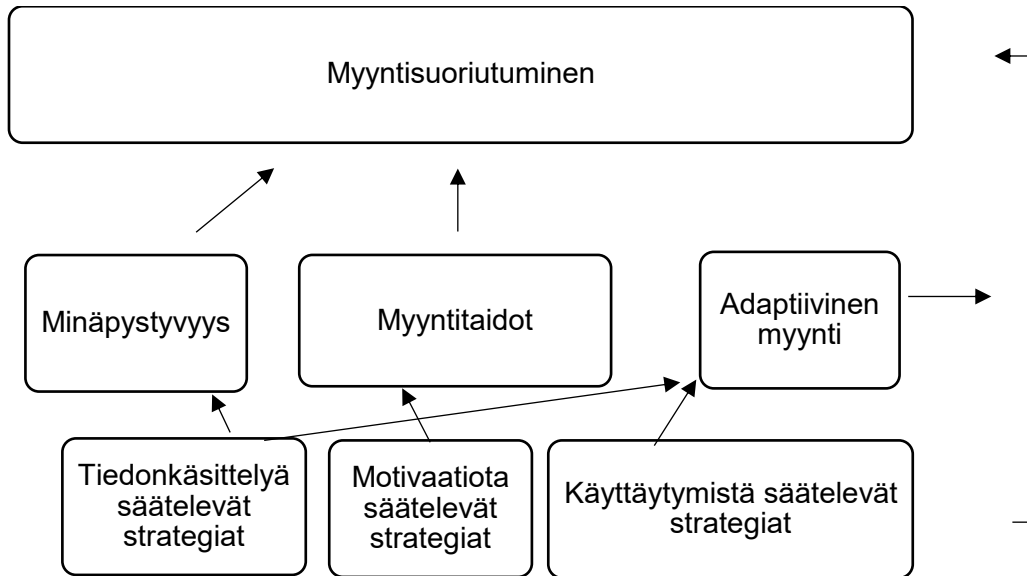 Myyntisuoriutuminen
Minäpystyvyys
Myyntitaidot
Adaptiivinen
myynti
Tiedonkäsittelyä
säätelevät
strategiat
Motivaatiota
säätelevät
strategiat
Käyttäytymistä säätelevät
strategiat